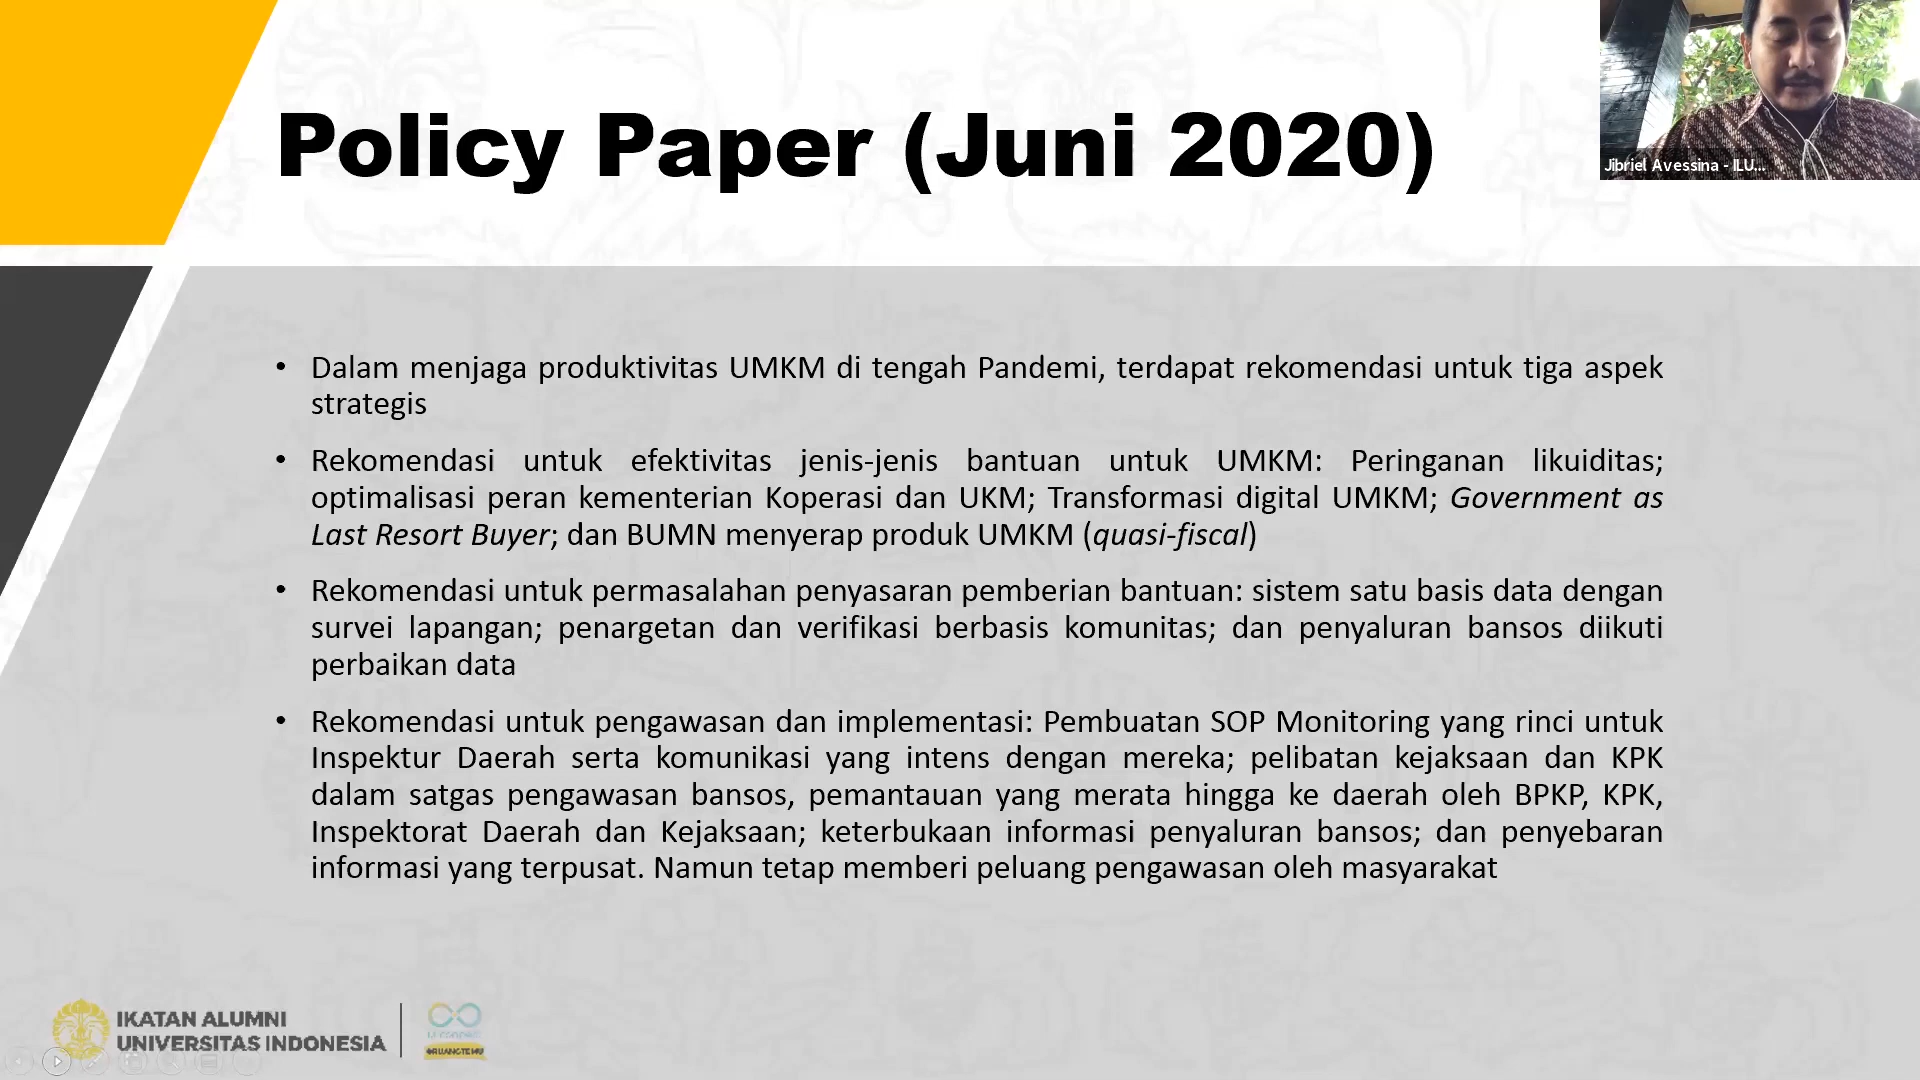 Policy Paper (Juni 2020)
Jibriel Avessina - ILU...
• Dalam menjaga produktivitas UMKM di tengah Pandemi, terdapat rekomendasi untuk tiga aspek
strategis
• Rekomendasi untuk efektivitas jenis-jenis bantuan untuk UMKM: Peringanan likuiditas;
optimalisasi peran kementerian Koperasi dan UKM; Transformasi digital UMKM; Government as
Last Resort Buyer; dan BUMN menyerap produk UMKM (quasi-fiscal)
• Rekomendasi untuk permasalahan penyasaran pemberian bantuan: sistem satu basis data dengan
survei lapangan; penargetan dan verifikasi berbasis komunitas; dan penyaluran bansos diikuti
perbaikan data
• Rekomendasi untuk pengawasan dan implementasi: Pembuatan SOP Monitoring yang rinci untuk
Inspektur Daerah serta komunikasi yang intens dengan mereka; pelibatan kejaksaan dan KPK
dalam satgas pengawasan bansos, pemantauan yang merata hingga ke daerah oleh BPKP, KPK,
Inspektorat Daerah dan Kejaksaan; keterbukaan informasi penyaluran bansos; dan penyebaran
informasi yang terpusat. Namun tetap memberi peluang pengawasan oleh masyarakat
IKATAN ALUMNI
UNIVERSITAS INDONESIA
#RUANGTEMU